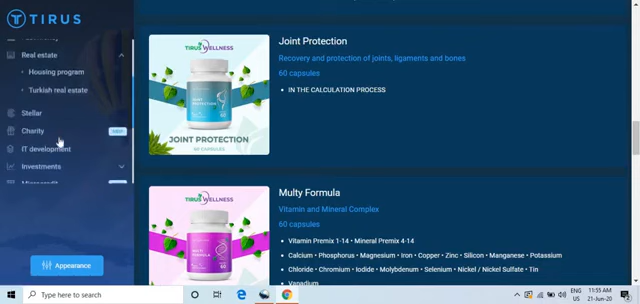 TIRUS
Real estate
Housing program
Turkish real estate
Stellar
Charity
IT development
Investments
Appearance
TIRUS WELLNESS
JOINT PROTECTION
JOINT PROTECTION
60 CAPSULES
Joint Protection
Recovery and protection of joints, ligaments and bones
60 capsules
• IN THE CALCULATION PROCESS
TIRUS WELLNESS
Multy Formula
Vitamin and Mineral Complex
60 capsules
• Vitamin Premix 1-14 • Mineral Premix 4-14
• Calcium • Phosphorus • Magnesium • Iron • Copper • Zinc • Silicon • Manganese • Potassium
• Chloride • Chromium • Iodide • Molybdenum • Selenium • Nickel / Nickel Sulfate • Tin
Vanadium
Type here to search
ENG
US
11:55 AM
21-Jun-20